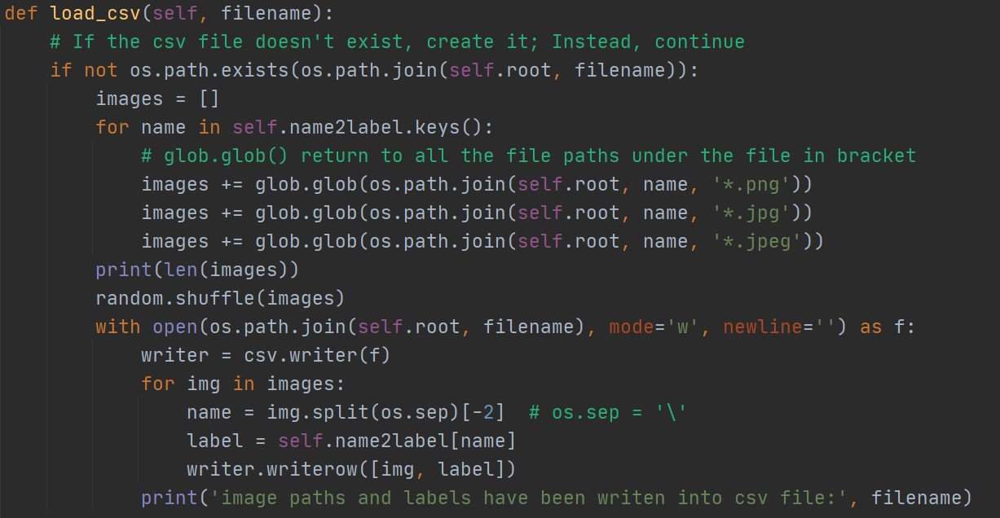 def load_csv(self, filename):
    # If the csv file doesn't exist, create it; Instead, continue
    if not os.path.exists(os.path.join(self.root, filename)):
        images = []
        for name in self.name2label.keys():
            # glob.glob() return to all the file paths under the file in bracket
            images += glob.glob(os.path.join(self.root, name, '*.png'))
            images += glob.glob(os.path.join(self.root, name, '*.jpg'))
            images += glob.glob(os.path.join(self.root, name, '*.jpeg'))
        print(len(images))
        random.shuffle(images)
        with open(os.path.join(self.root, filename), mode='w', newline='') as f:
            writer = csv.writer(f)
            for img in images:
                name = img.split(os.sep)[-2]  # os.sep = '\'
                label = self.name2label[name]
                writer.writerow([img, label])
            print('image paths and labels have been writen into csv file:', filename)